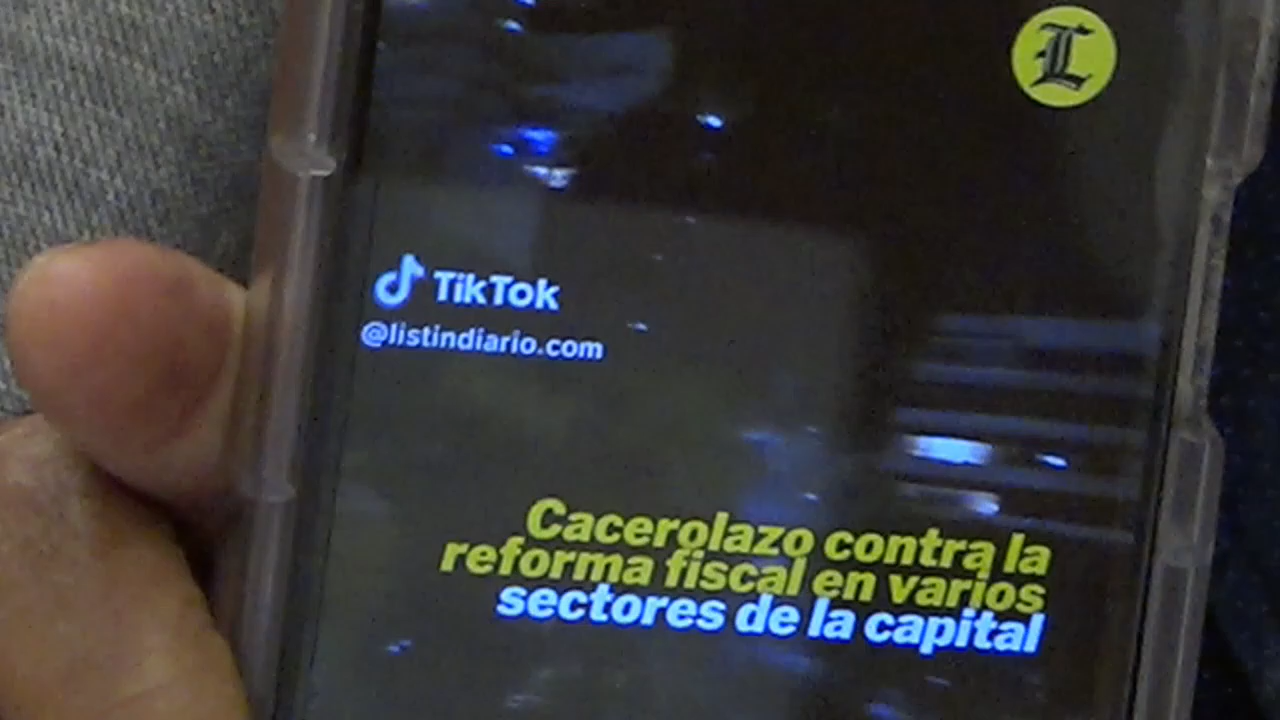 L
TikTok
@listindiario.com
Cacerolazo contra la
reforma fiscal en varios
sectores de la capital